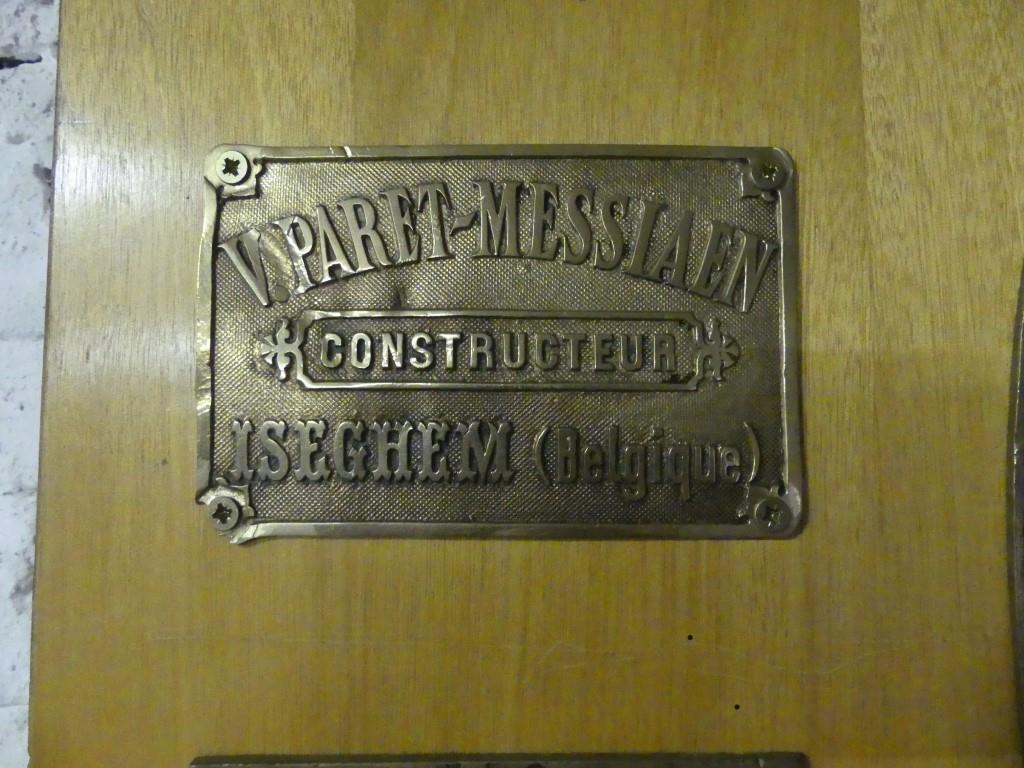 V. PARET-MESSIAEN
CONSTRUCTEUR
ISEGHEM (Belgique)